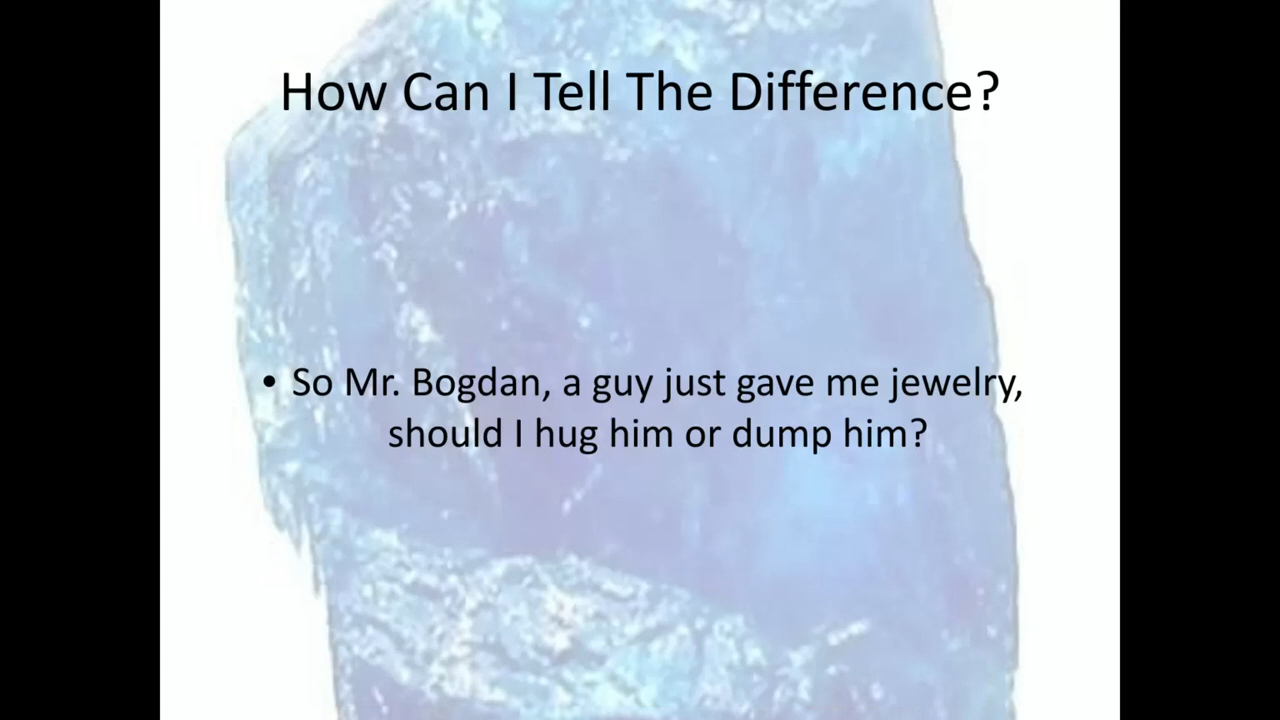 How Can I Tell The Difference?
• So Mr. Bogdan, a guy just gave me jewelry,
should I hug him or dump him?